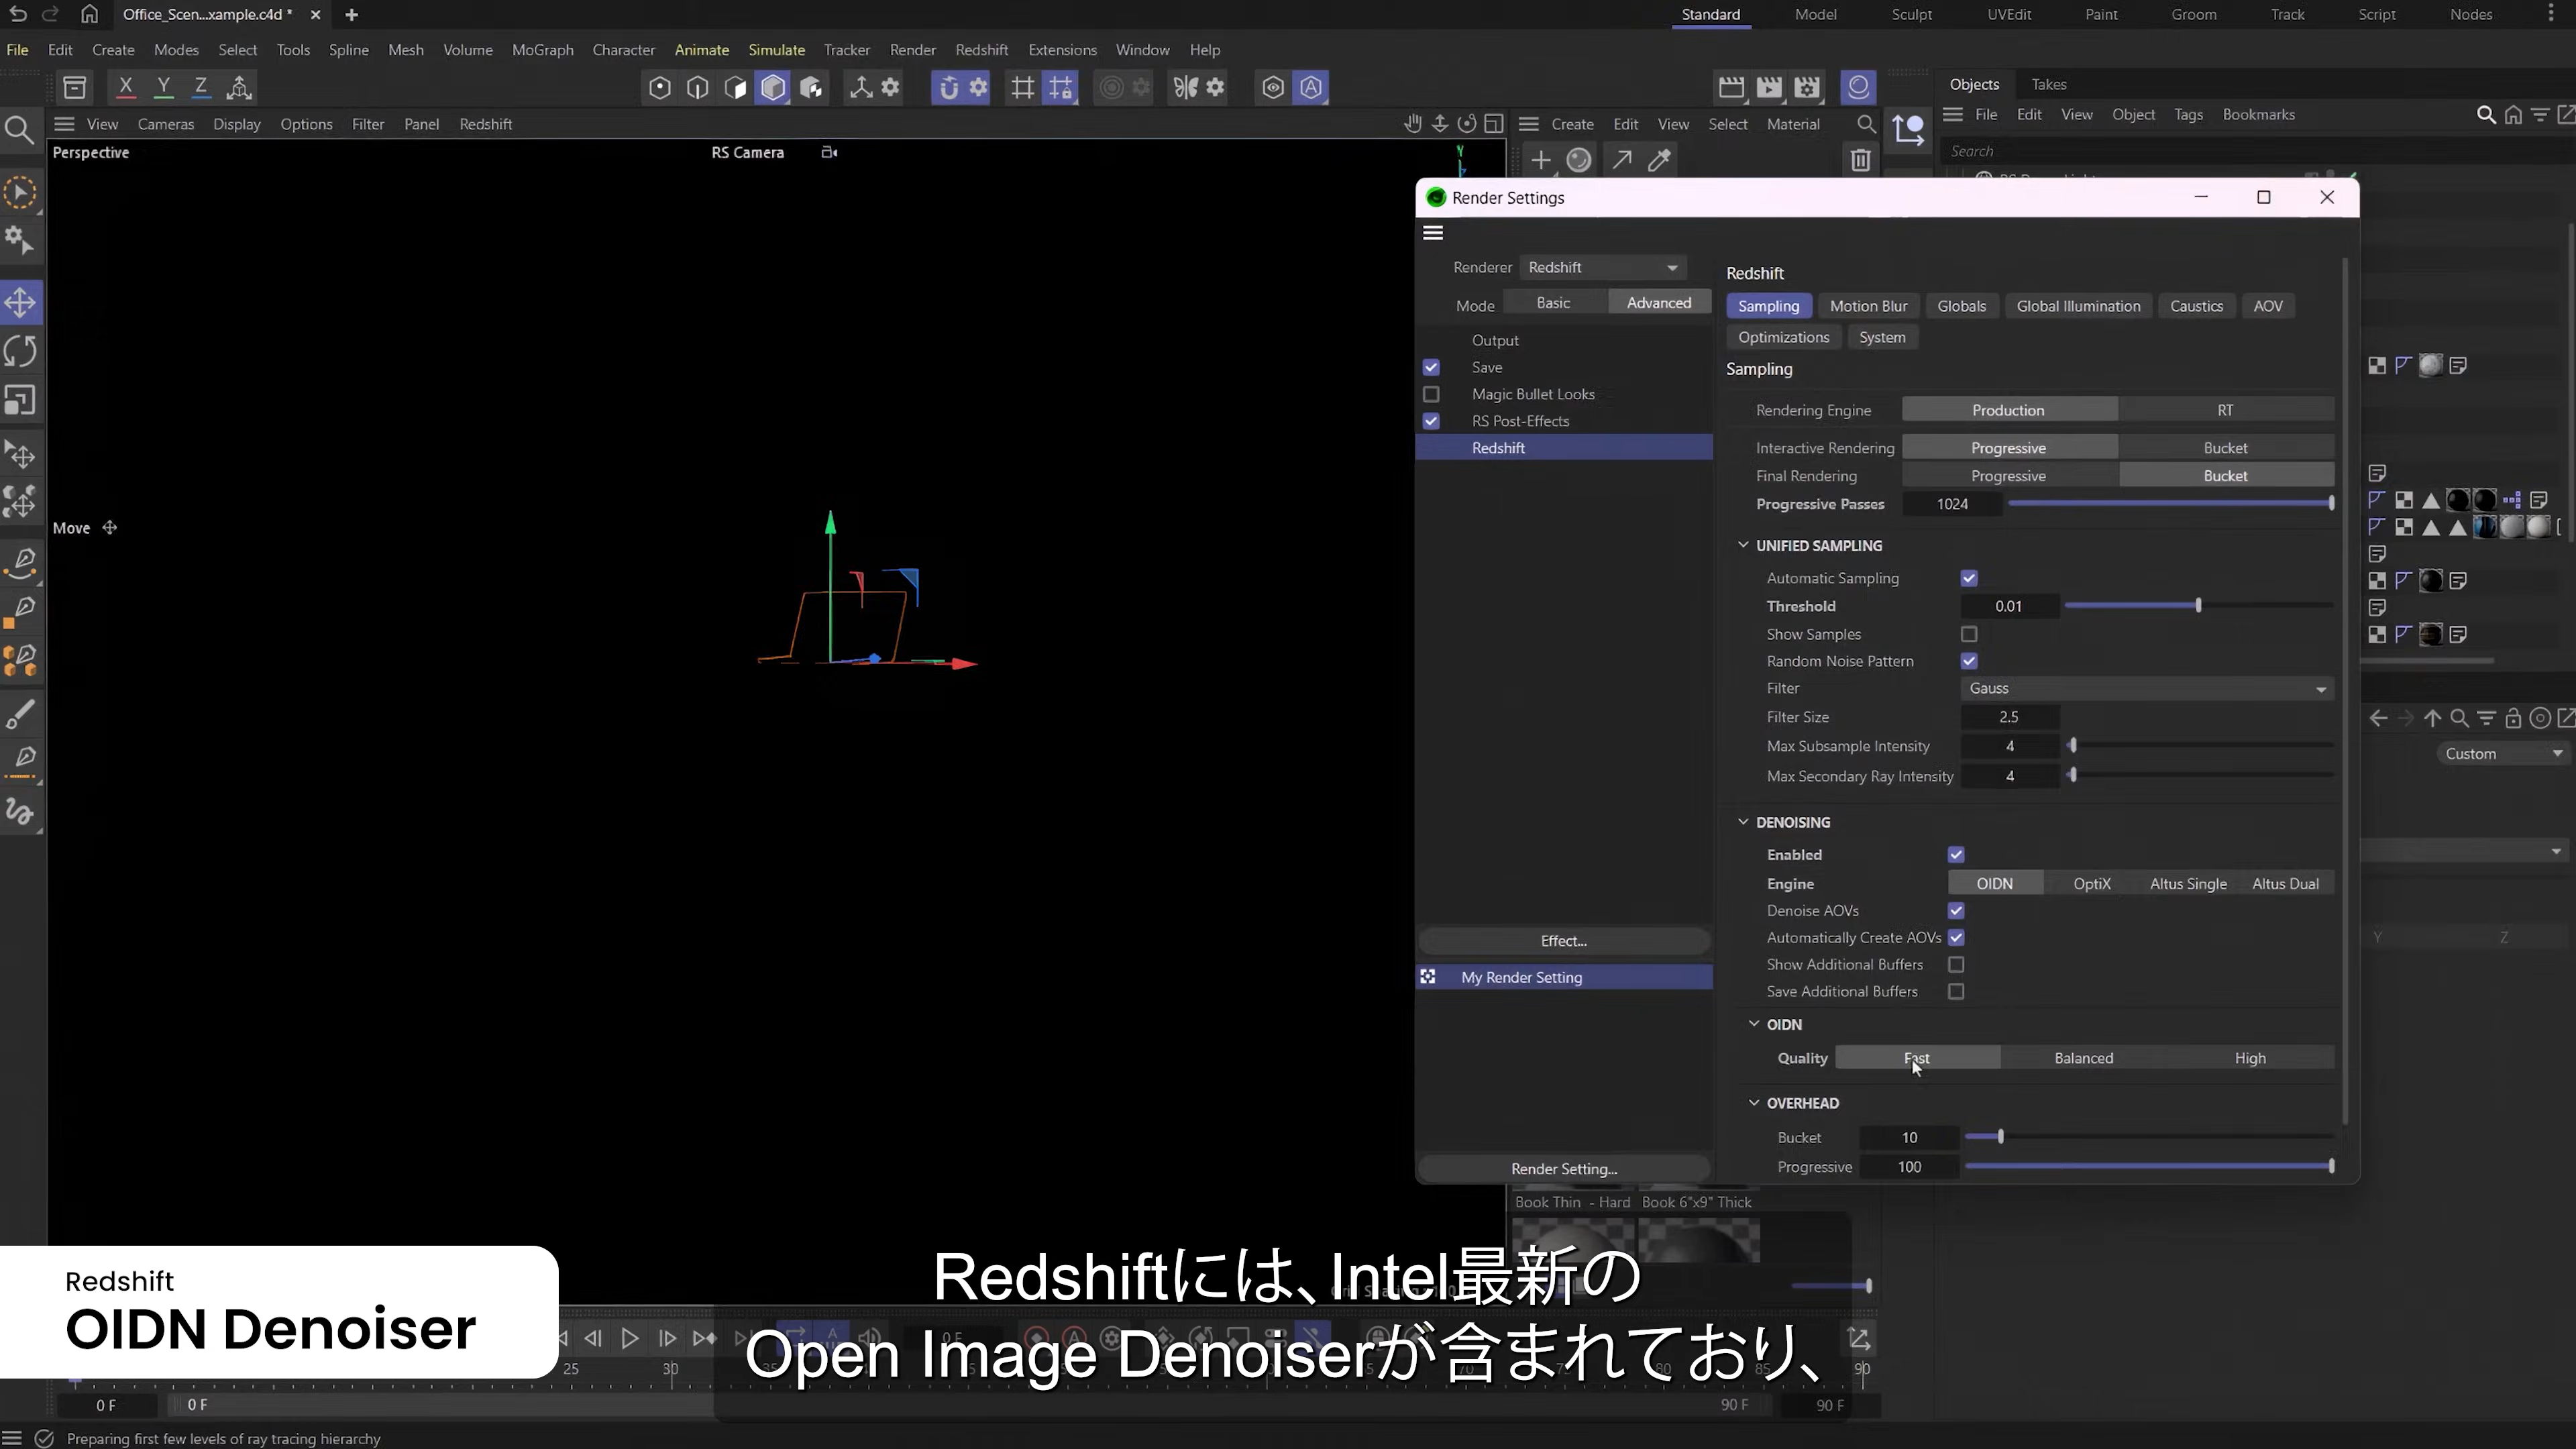 Office_Scen...xample.c4d *
Standard Model Sculpt UVEdit Paint Groom Track Script Nodes
File Edit Create Modes Select Tools Spline Mesh Volume MoGraph Character Animate Simulate Tracker Render Redshift Extensions Window Help
X Y Z
Objects Takes
File Edit View Object Tags Bookmarks
Search
View Cameras Display Options Filter Panel Redshift
Create Edit View Select Material
Perspective
RS Camera
Y
Move
Render Settings
Renderer Redshift
Mode Basic Advanced
Output
Save
Magic Bullet Looks
RS Post-Effects
Redshift
Effect...
My Render Setting
Render Setting...
Redshift
Sampling Motion Blur Globals Global Illumination Caustics AOV
Optimizations System
Sampling
Rendering Engine Production RT
Interactive Rendering Progressive Bucket
Final Rendering Progressive Bucket
Progressive Passes 1024
UNIFIED SAMPLING
Automatic Sampling
Threshold 0.01
Show Samples
Random Noise Pattern
Filter Gauss
Filter Size 2.5
Max Subsample Intensity 4
Max Secondary Ray Intensity 4
DENOISING
Enabled
Engine OIDN OptiX Altus Single Altus Dual
Denoise AOVs
Automatically Create AOVs
Show Additional Buffers
Save Additional Buffers
OIDN
Quality Fast Balanced High
OVERHEAD
Bucket 10
Progressive 100
Custom
Y Z
Book Thin - Hard Book 6"x9" Thick
Redshift
OIDN Denoiser
Redshiftには、Intel最新の
Open Image Denoiserが含まれており、
0 F
25 30 85 90
0 F 0 F 90 F 90 F
Preparing first few levels of ray tracing hierarchy